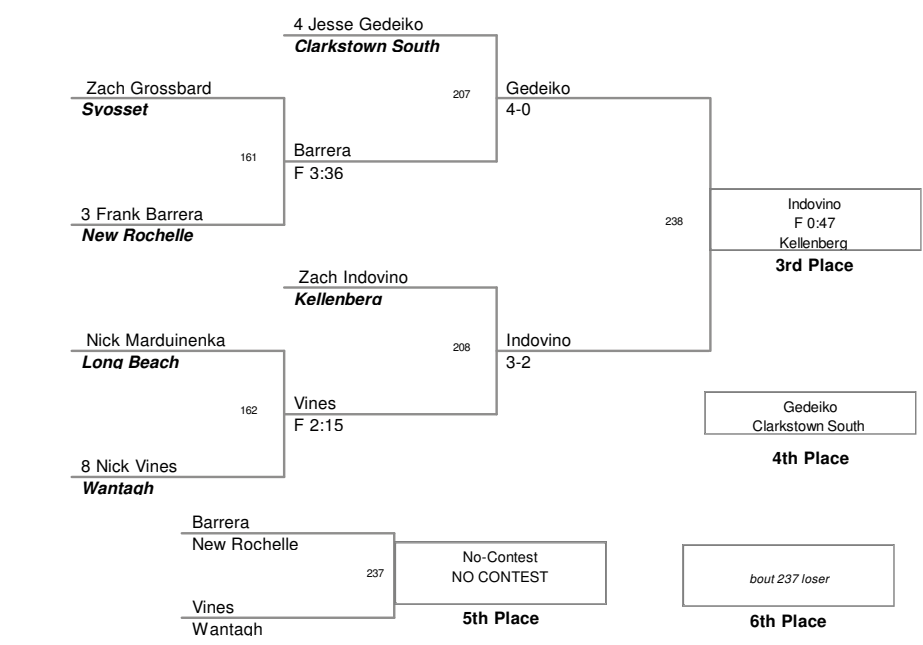 4 Jesse Gedeiko
Clarkstown South
Zach Grossbard
Syosset
207
Gedeiko
4-0
161
Barrera
F 3:36
3 Frank Barrera
New Rochelle
238
Indovino
F 0:47
Kellenberg
3rd Place
Zach Indovino
Kellenberg
Nick Marduinenka
Long Beach
208
Indovino
3-2
162
Vines
F 2:15
Gedeiko
Clarkstown South
4th Place
8 Nick Vines
Wantagh
Barrera
New Rochelle
237
No-Contest
NO CONTEST
5th Place
bout 237 loser
6th Place
Vines
Wantagh